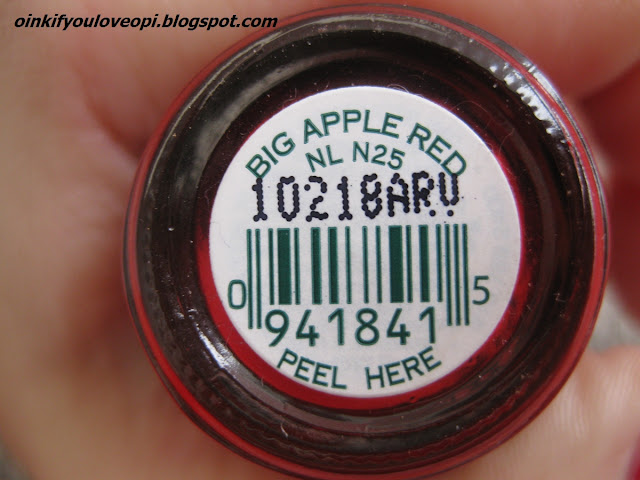 oinkifyouloveopi.blogspot.com
BIG APPLE RED
NL N25
10218ARV
0 941841 5
PEEL HERE